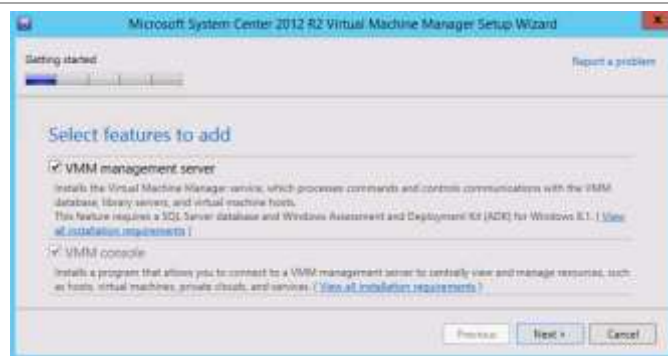 Microsoft System Center 2012 R2 Virtual Machine Manager Setup Wizard
Getting started
Report a problem
Select features to add
VMM management server
Installs the Virtual Machine Manager service, which processes commands and controls communications with the VMM
database, library servers, and virtual machine hosts.
This feature requires a SQL Server database and Windows Assessment and Deployment Kit (ADK) for Windows 8.1. ( View
all installation requirements )
VMM console
Installs a program that allows you to connect to a VMM management server to centrally view and manage resources, such
as hosts, virtual machines, private clouds, and services. ( View all installation requirements )
Previous Next > Cancel